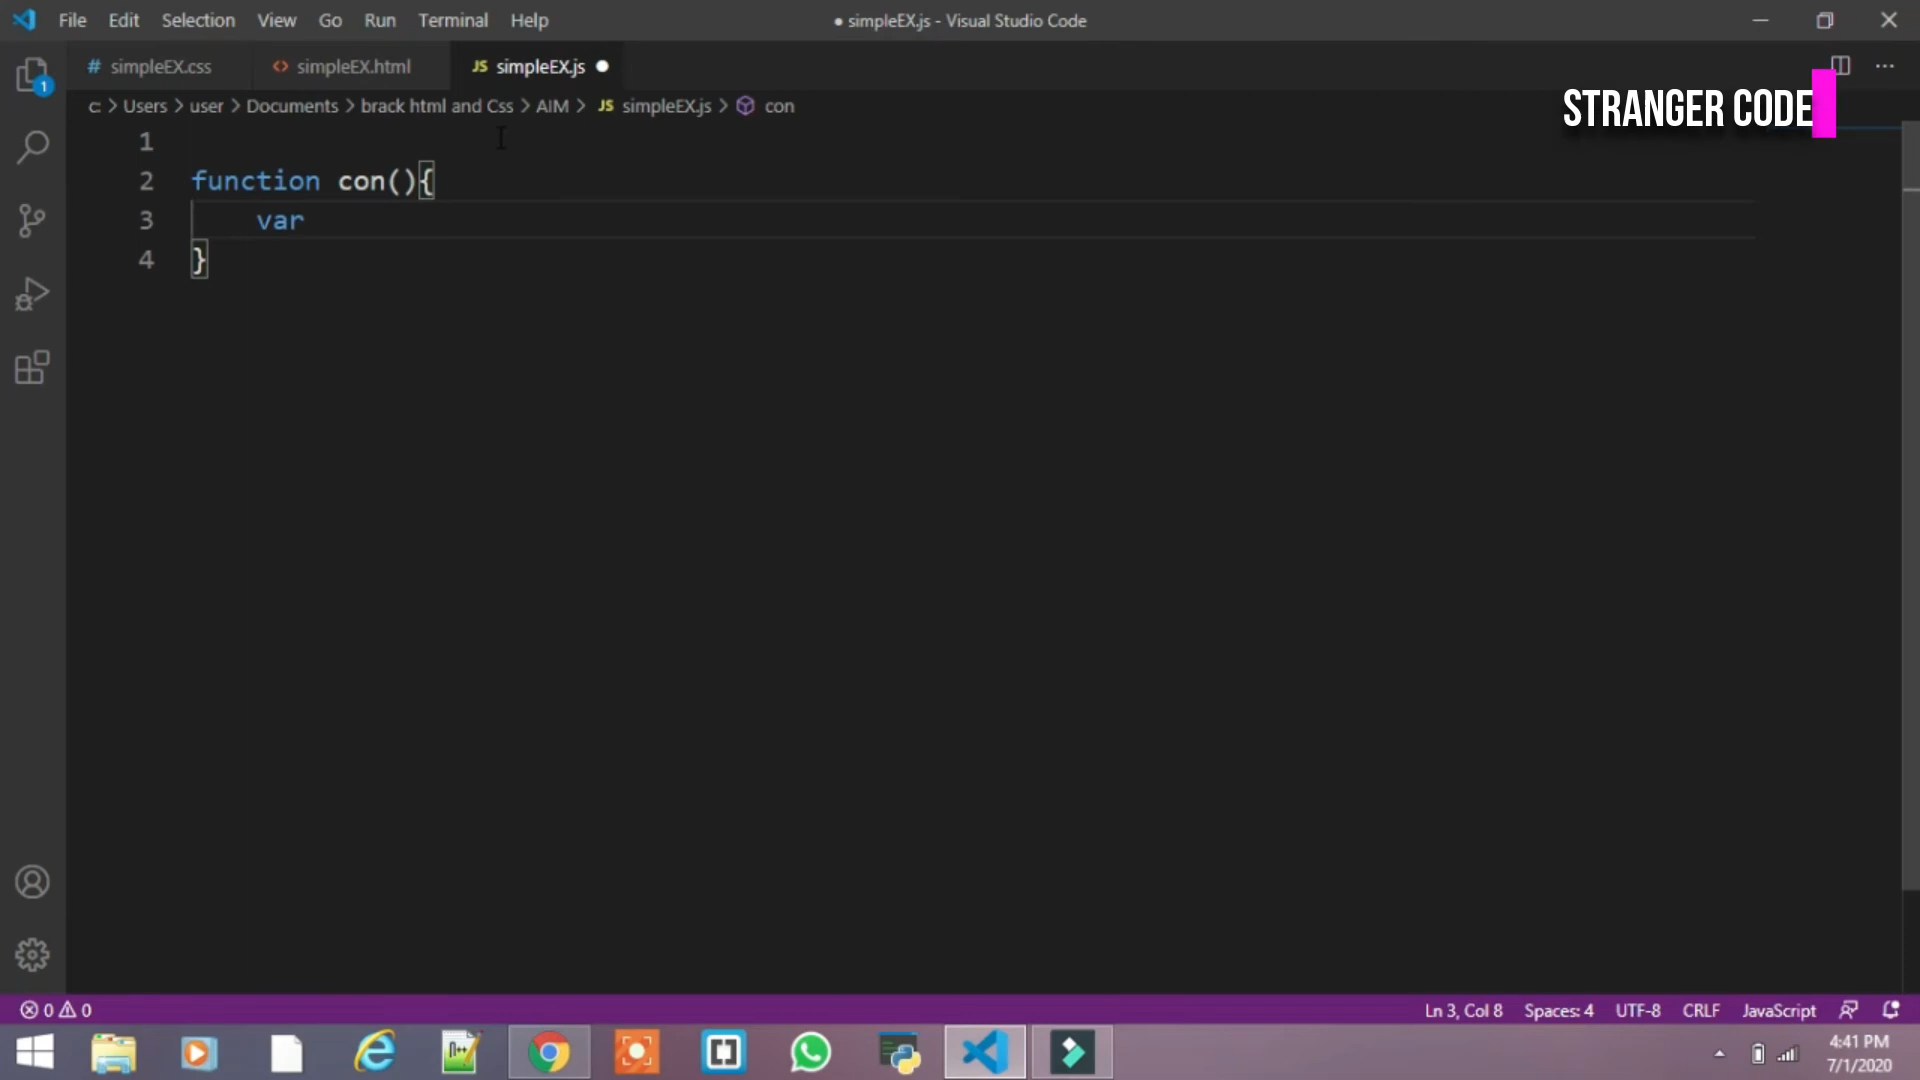 File Edit Selection View Go Run Terminal Help
● simpleEX.js - Visual Studio Code
# simpleEX.css <> simpleEX.html JS simpleEX.js ●
c: > Users > user > Documents > brack html and Css > AIM > JS simpleEX.js > con
STRANGER CODE
1
2 function con(){
3 var
4 }
1
0 0
Ln 3, Col 8 Spaces: 4 UTF-8 CRLF JavaScript
4:41 PM
7/1/2020